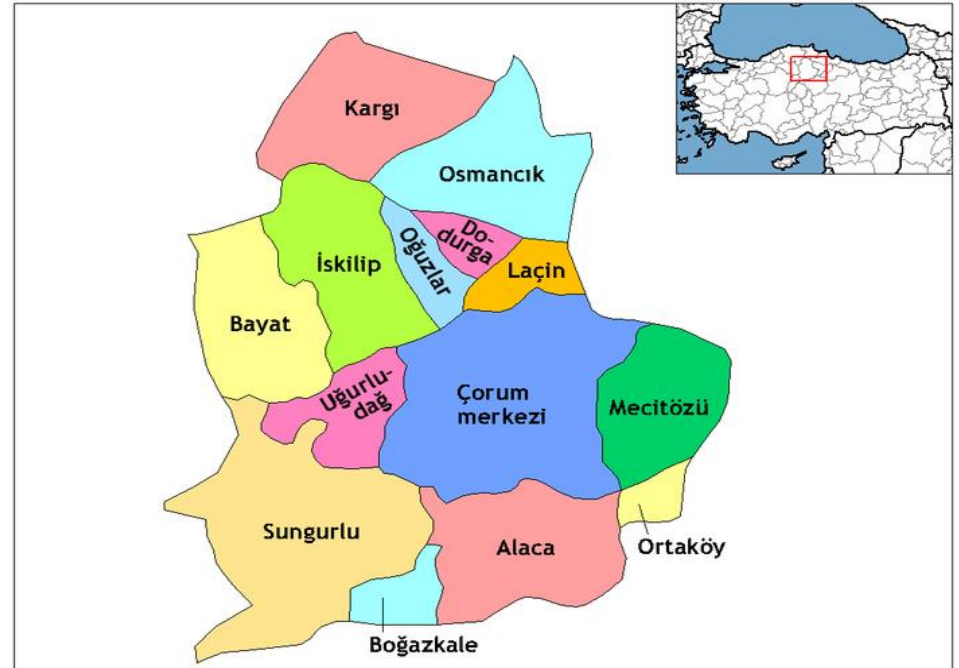 Kargı
Osmancık
Do-
durga
Oğuzlar
İskilip
Laçin
Bayat
Uğurlu-
dağ
Çorum
merkezi
Mecitözü
Sungurlu
Alaca
Ortaköy
Boğazkale